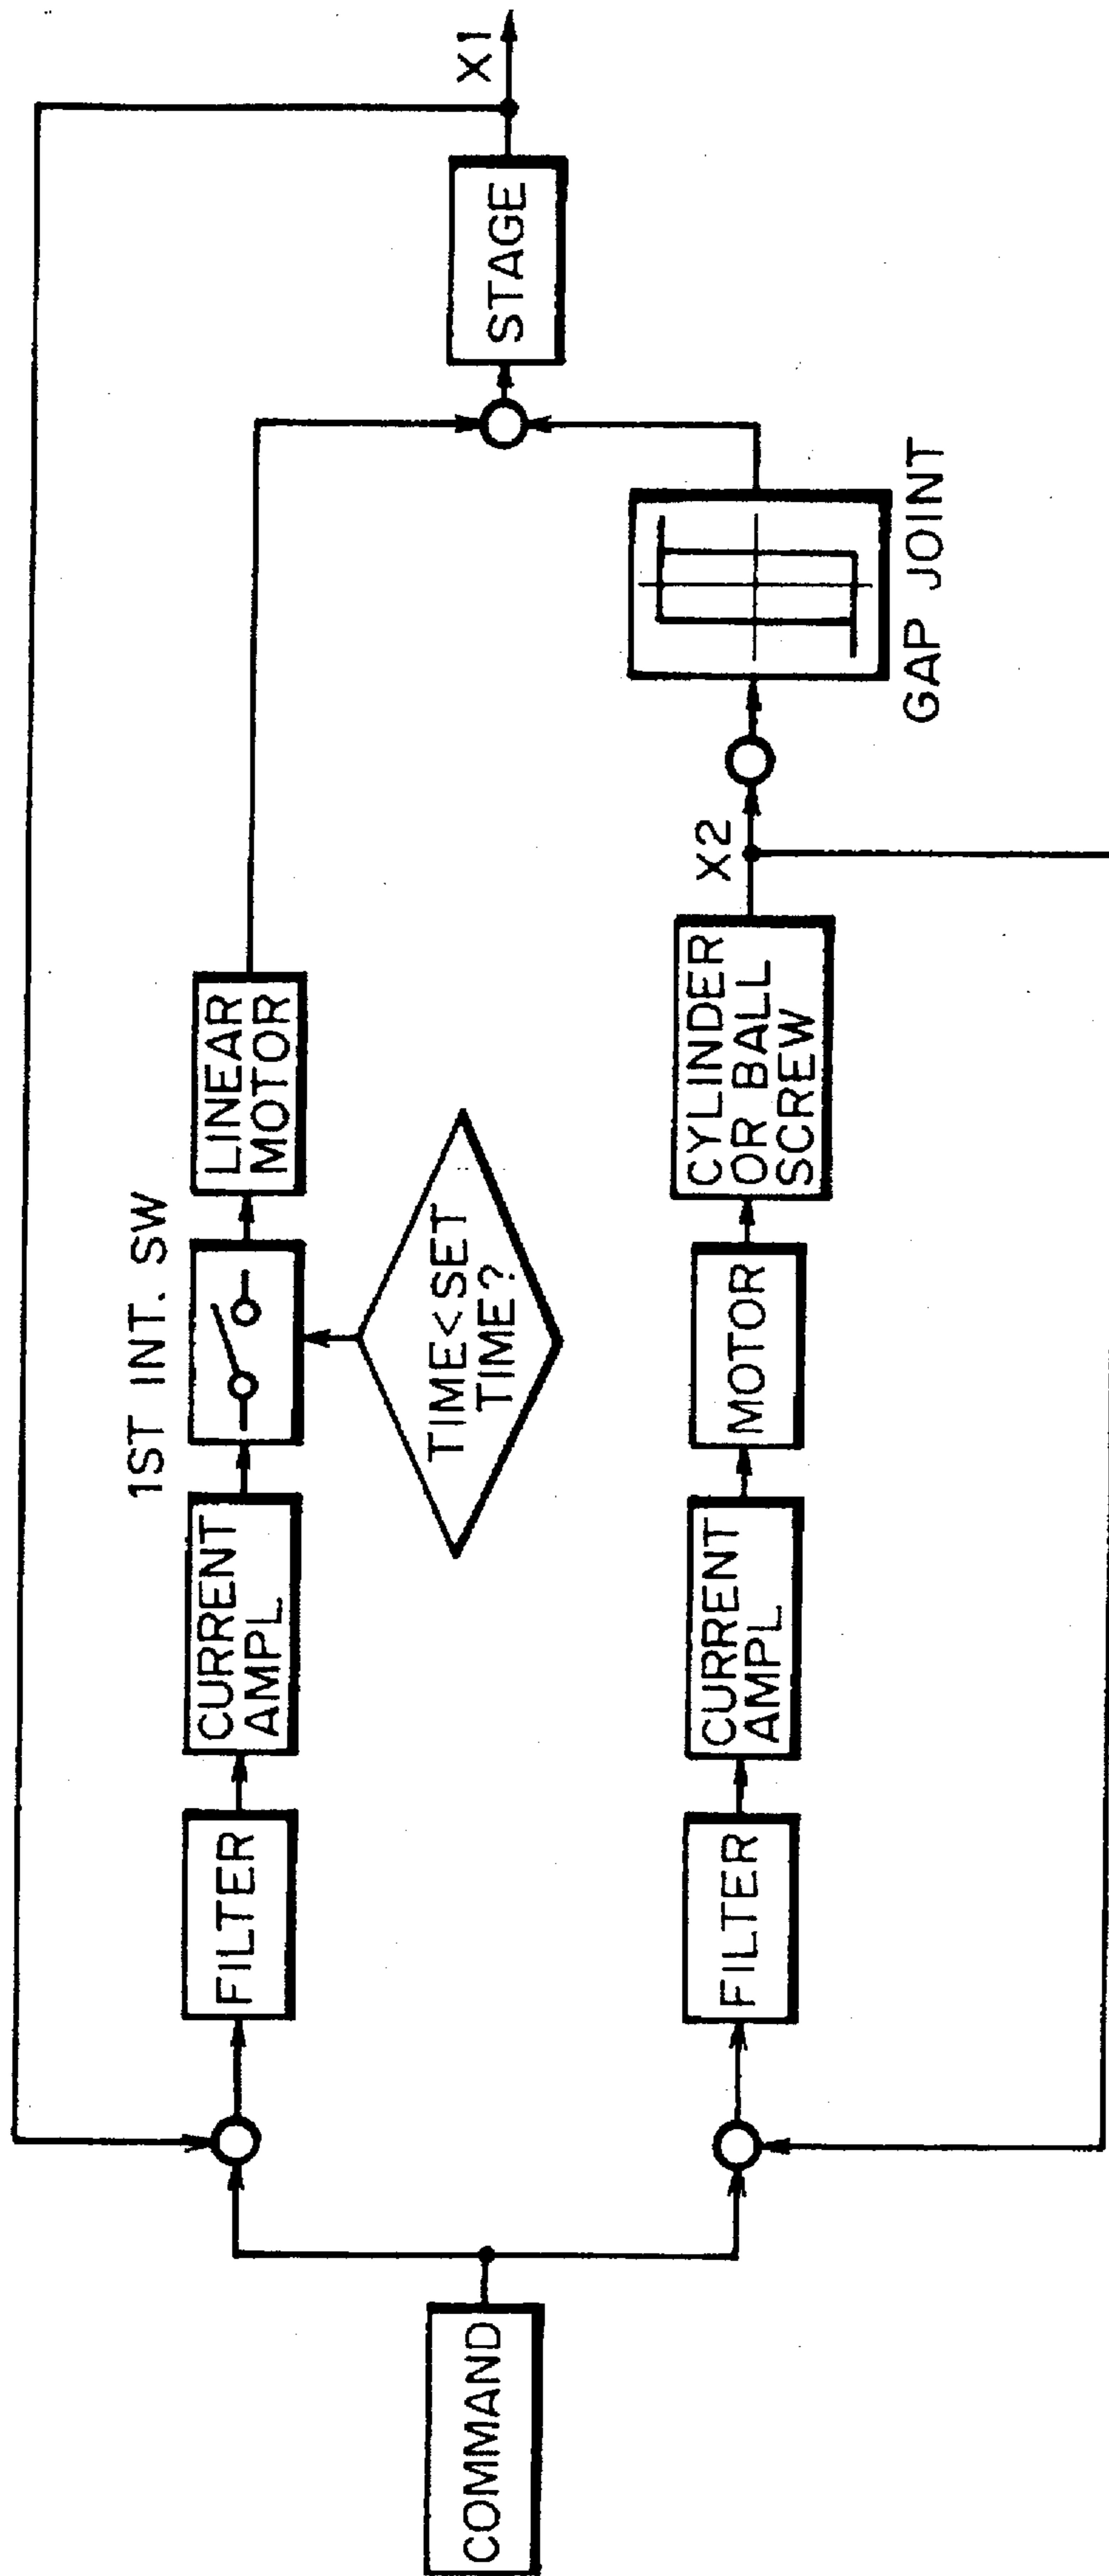 COMMAND
FILTER
CURRENT
AMPL.
1ST INT. SW
LINEAR
MOTOR
TIME<SET
TIME?
STAGE
X1
FILTER
CURRENT
AMPL.
MOTOR
CYLINDER
OR BALL
SCREW
X2
GAP JOINT